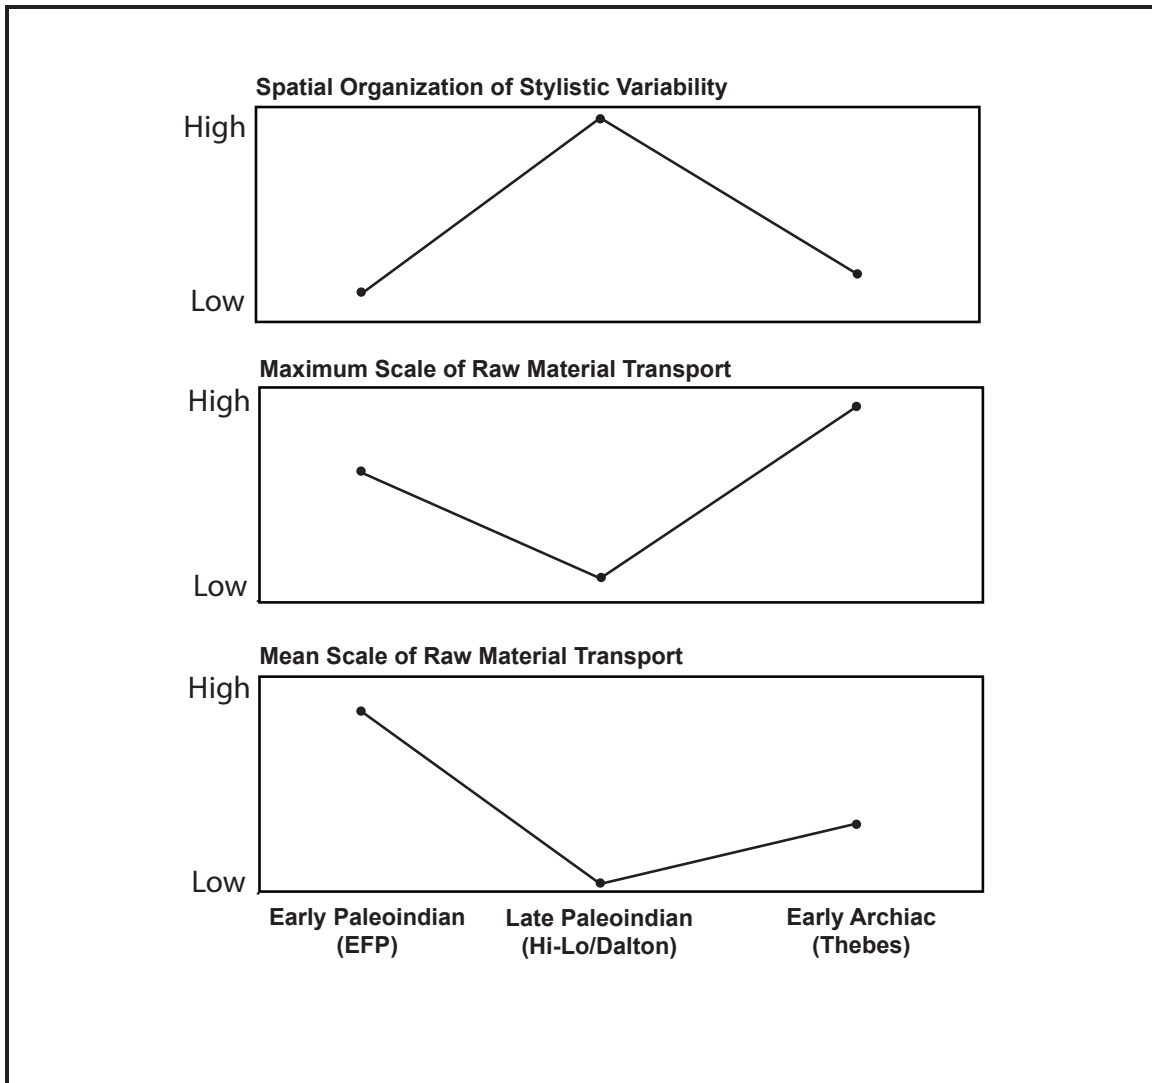 Spatial Organization of Stylistic Variability
High
Low
Maximum Scale of Raw Material Transport
High
Low
Mean Scale of Raw Material Transport
High
Low
Early Paleoindian
(EFP)
Late Paleoindian
(Hi-Lo/Dalton)
Early Archiac
(Thebes)